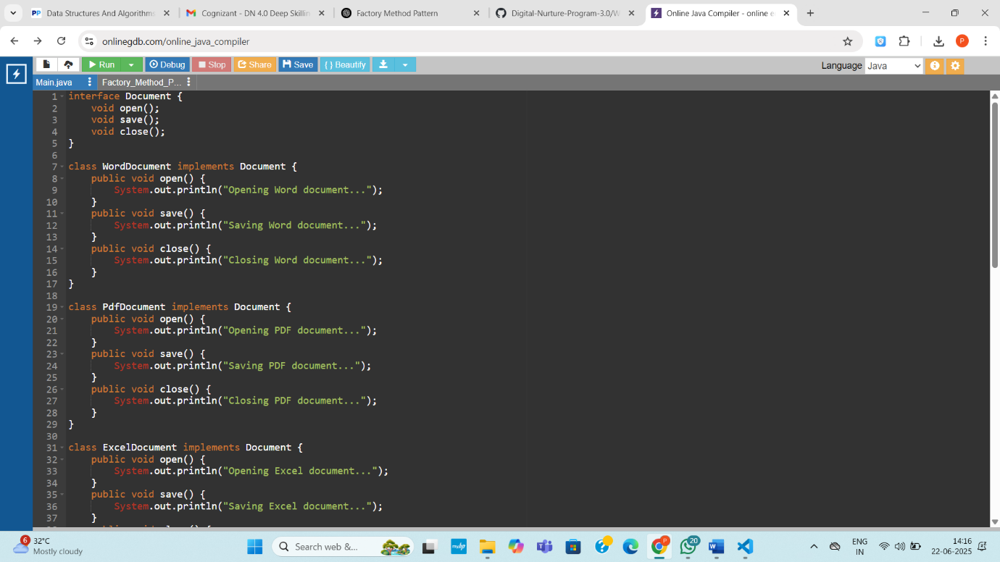 Data Structures And Algorithms
Cognizant - DN 4.0 Deep Skillin
Factory Method Pattern
Digital-Nurture-Program-3.0/W
Online Java Compiler - online e
onlinegdb.com/online_java_compiler
P
Run
Debug
Stop
Share
Save
{ } Beautify
Language
Java
Main.java
Factory_Method_P...
1 interface Document {
2 void open();
3 void save();
4 void close();
5 }
6
7 class WordDocument implements Document {
8 public void open() {
9 System.out.println("Opening Word document...");
10 }
11 public void save() {
12 System.out.println("Saving Word document...");
13 }
14 public void close() {
15 System.out.println("Closing Word document...");
16 }
17 }
18
19 class PdfDocument implements Document {
20 public void open() {
21 System.out.println("Opening PDF document...");
22 }
23 public void save() {
24 System.out.println("Saving PDF document...");
25 }
26 public void close() {
27 System.out.println("Closing PDF document...");
28 }
29 }
30
31 class ExcelDocument implements Document {
32 public void open() {
33 System.out.println("Opening Excel document...");
34 }
35 public void save() {
36 System.out.println("Saving Excel document...");
37 }
6
32°C
Mostly cloudy
Search web &...
myhp
P
20
ENG
IN
14:16
22-06-2025